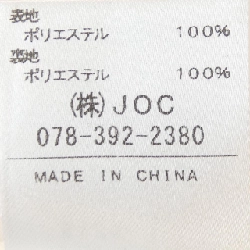 表地
ポリエステル 100%
裏地
ポリエステル 100%
(株)JOC
078-392-2380
MADE IN CHINA